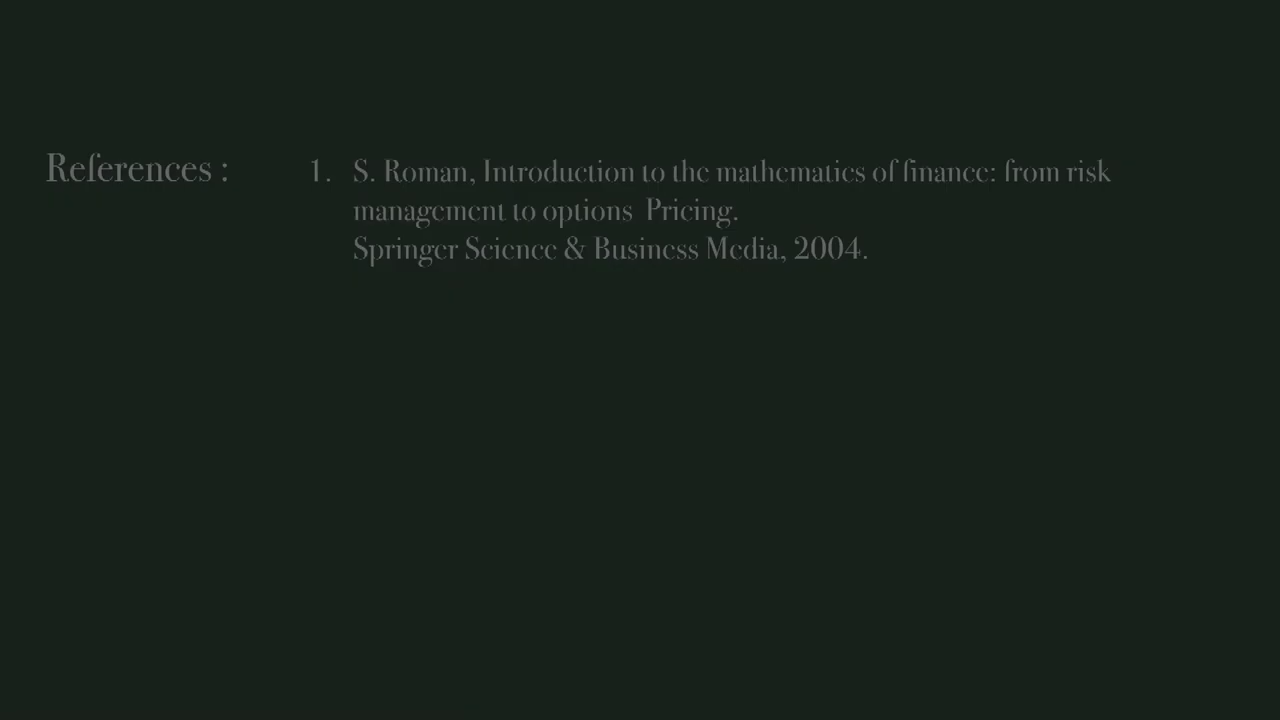 References : 1. S. Roman, Introduction to the mathematics of finance: from risk
management to options Pricing.
Springer Science & Business Media, 2004.